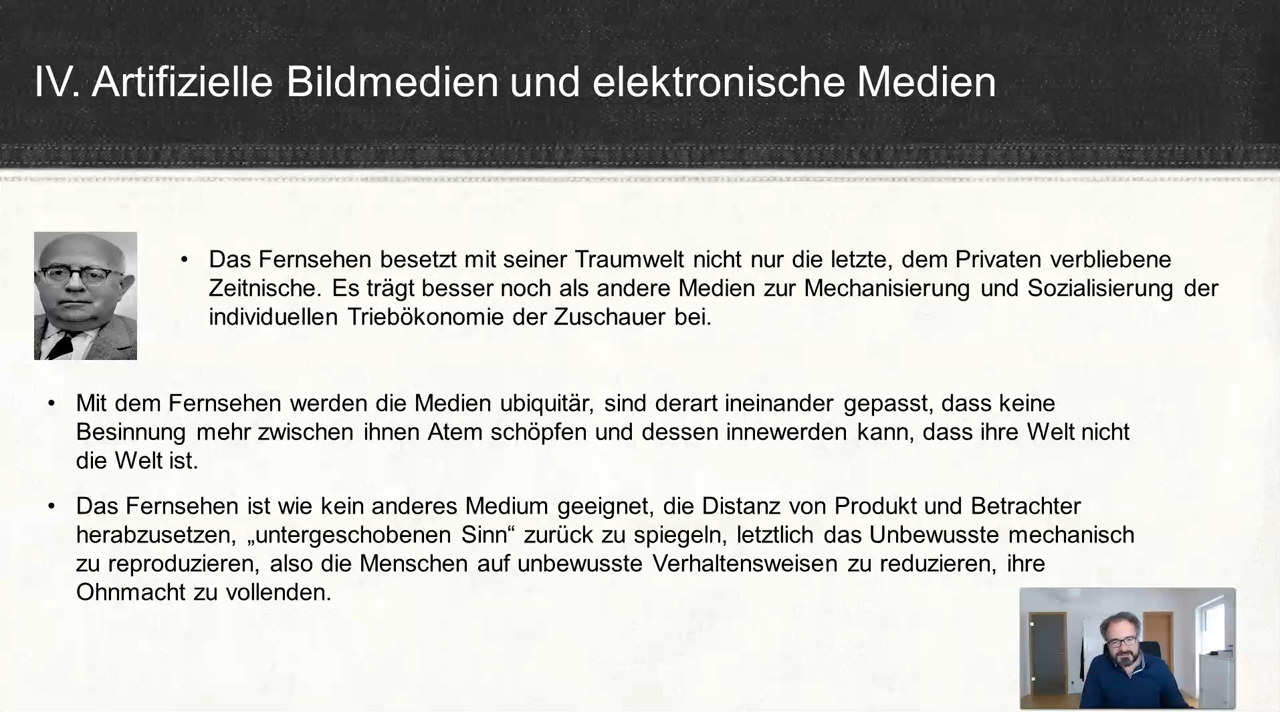 IV. Artifizielle Bildmedien und elektronische Medien
• Das Fernsehen besetzt mit seiner Traumwelt nicht nur die letzte, dem Privaten verbliebene
Zeitnische. Es trägt besser noch als andere Medien zur Mechanisierung und Sozialisierung der
individuellen Triebökonomie der Zuschauer bei.
• Mit dem Fernsehen werden die Medien ubiquitär, sind derart ineinander gepasst, dass keine
Besinnung mehr zwischen ihnen Atem schöpfen und dessen innewerden kann, dass ihre Welt nicht
die Welt ist.
• Das Fernsehen ist wie kein anderes Medium geeignet, die Distanz von Produkt und Betrachter
herabzusetzen, „untergeschobenen Sinn“ zurück zu spiegeln, letztlich das Unbewusste mechanisch
zu reproduzieren, also die Menschen auf unbewusste Verhaltensweisen zu reduzieren, ihre
Ohnmacht zu vollenden.